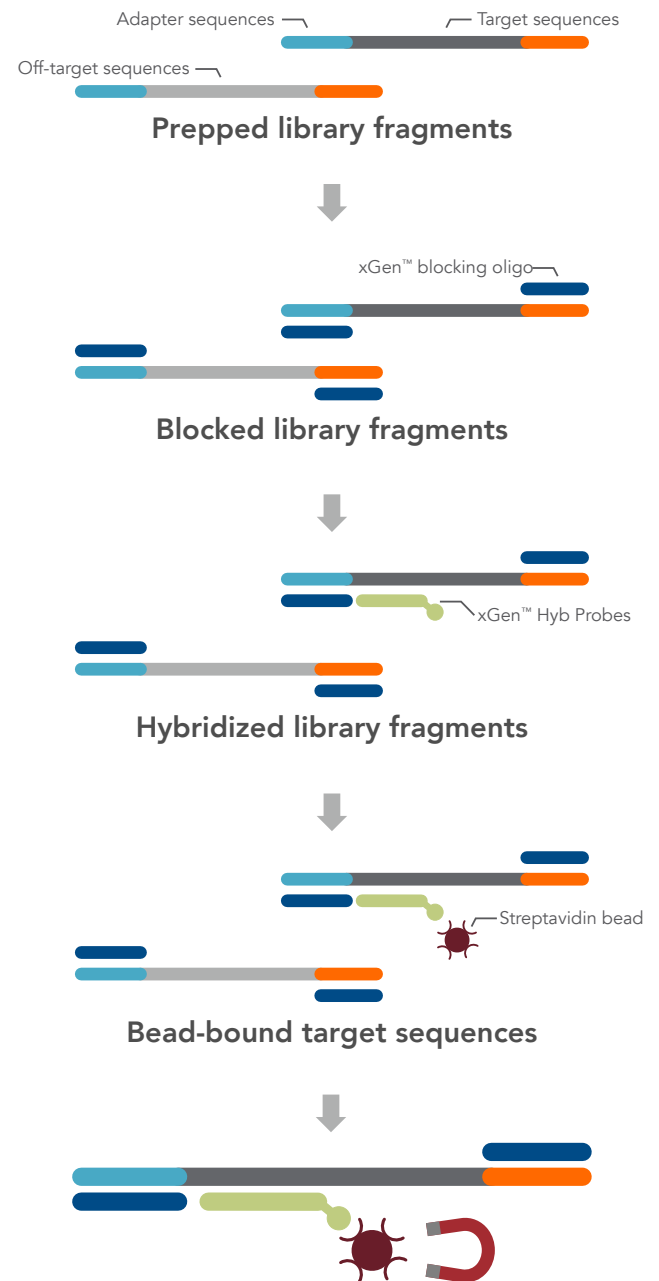 Adapter sequences
Target sequences
Off-target sequences
Prepped library fragments
xGen™ blocking oligo
Blocked library fragments
xGen™ Hyb Probes
Hybridized library fragments
Streptavidin bead
Bead-bound target sequences